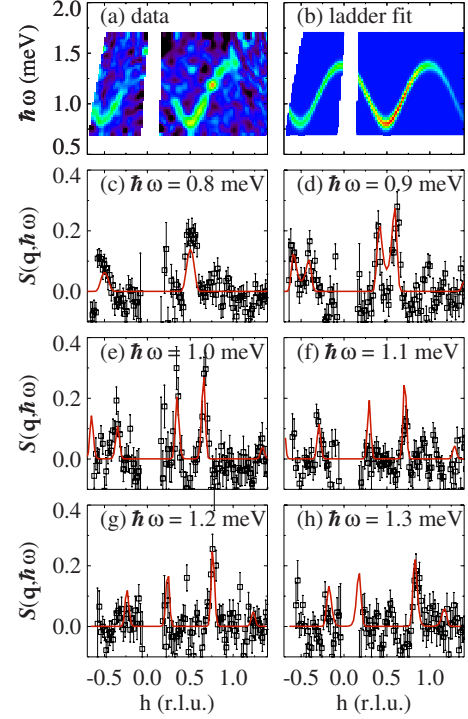 (a) data
(b) ladder fit
2.0
1.5
1.0
0.5
ħω (meV)
(c) ħω = 0.8 meV
(d) ħω = 0.9 meV
0.4
0.2
0.0
S(q,ħω)
(e) ħω = 1.0 meV
(f) ħω = 1.1 meV
0.4
0.2
0.0
S(q,ħω)
(g) ħω = 1.2 meV
(h) ħω = 1.3 meV
0.4
0.2
0.0
S(q,ħω)
-0.5 0.0 0.5 1.0
-0.5 0.0 0.5 1.0
h (r.l.u.)
h (r.l.u.)